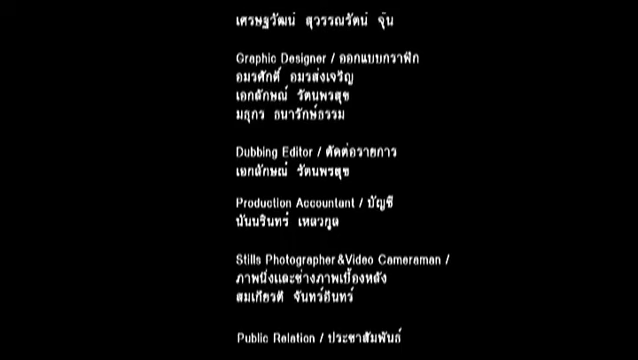 เศรษฐวัฒน์ สุวรรณรัตน์ จุ้น
Graphic Designer / ออกแบบกราฟิก
อมรศักดิ์ อมรส่งเจริญ
เอกลักษณ์ รัตนพรสุข
มธุกร ธนารักษ์ธรรม
Dubbing Editor / ตัดต่อรายการ
เอกลักษณ์ รัตนพรสุข
Production Accountant / บัญชี
นันนรินทร์ เหลวกูล
Stills Photographer & Video Cameraman /
ภาพนิ่งและช่างภาพเบื้องหลัง
สมเกียรติ จันทร์อินทร์
Public Relation / ประชาสัมพันธ์